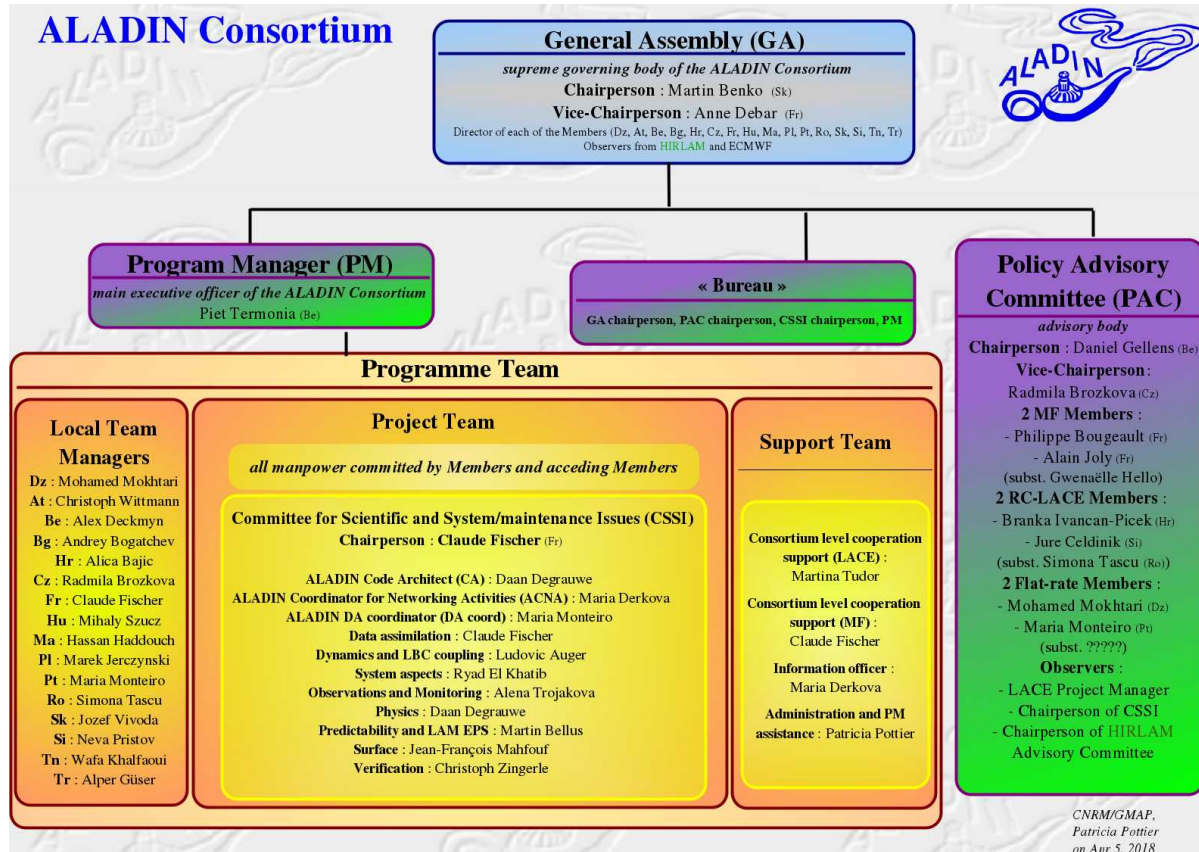 ALADIN Consortium
General Assembly (GA)
supreme governing body of the ALADIN Consortium
Chairperson : Martin Benko (Sk)
Vice-Chairperson : Anne Debar (Fr)
Director of each of the Members (Dz, At, Be, Bg, Hr, Cz, Fr, Hu, Ma, Pl, Pt, Ro, Sk, Si, Tn, Tr)
Observers from HIRLAM and ECMWF
ALADIN
Program Manager (PM)
main executive officer of the ALADIN Consortium
Piet Termonia (Be)
« Bureau »
GA chairperson, PAC chairperson, CSSI chairperson, PM
Policy Advisory
Committee (PAC)
advisory body
Chairperson : Daniel Gellens (Be)
Vice-Chairperson :
Radmila Brozkova (Cz)
2 MF Members :
- Philippe Bougeault (Fr)
- Alain Joly (Fr)
(subst. Gwenaëlle Hello)
2 RC-LACE Members :
- Branka Ivancan-Picek (Hr)
- Jure Celdinik (Si)
(subst. Simona Tascu (Ro))
2 Flat-rate Members :
- Mohamed Mokhtari (Dz)
- Maria Monteiro (Pt)
(subst. ?????)
Observers :
- LACE Project Manager
- Chairperson of CSSI
- Chairperson of HIRLAM
Advisory Committee
Programme Team
Local Team
Managers
Dz : Mohamed Mokhtari
At : Christoph Wittmann
Be : Alex Deckmyn
Bg : Andrey Bogatchev
Hr : Alica Bajic
Cz : Radmila Brozkova
Fr : Claude Fischer
Hu : Mihaly Szucz
Ma : Hassan Haddouch
Pl : Marek Jerczynski
Pt : Maria Monteiro
Ro : Simona Tascu
Sk : Jozef Vivoda
Si : Neva Pristov
Tn : Wafa Khalfaoui
Tr : Alper Güser
Project Team
all manpower committed by Members and acceding Members
Committee for Scientific and System/maintenance Issues (CSSI)
Chairperson : Claude Fischer (Fr)
ALADIN Code Architect (CA) : Daan Degrauwe
ALADIN Coordinator for Networking Activities (ACNA) : Maria Derkova
ALADIN DA coordinator (DA coord) : Maria Monteiro
Data assimilation : Claude Fischer
Dynamics and LBC coupling : Ludovic Auger
System aspects : Ryad El Khatib
Observations and Monitoring : Alena Trojakova
Physics : Daan Degrauwe
Predictability and LAM EPS : Martin Bellus
Surface : Jean-François Mahfouf
Verification : Christoph Zingerle
Support Team
Consortium level cooperation
support (LACE) :
Martina Tudor
Consortium level cooperation
support (MF) :
Claude Fischer
Information officer :
Maria Derkova
Administration and PM
assistance : Patricia Pottier
CNRM/GMAP,
Patricia Pottier
on Apr 5, 2018